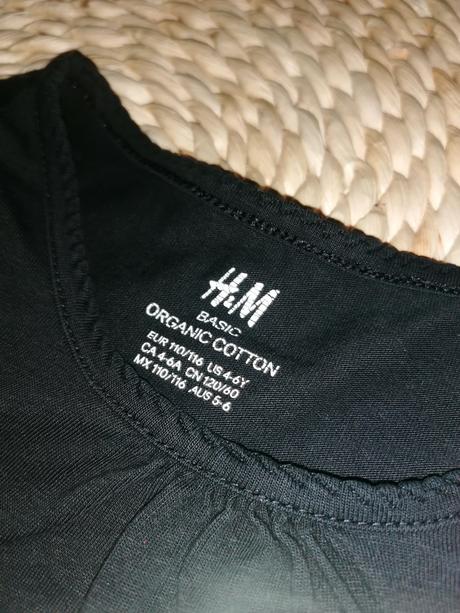 H&M
BASIC
ORGANIC COTTON
EUR 110/116 US 4-6Y
CA 4-6A CN 120/60
MX 110/116 AUS 5-6